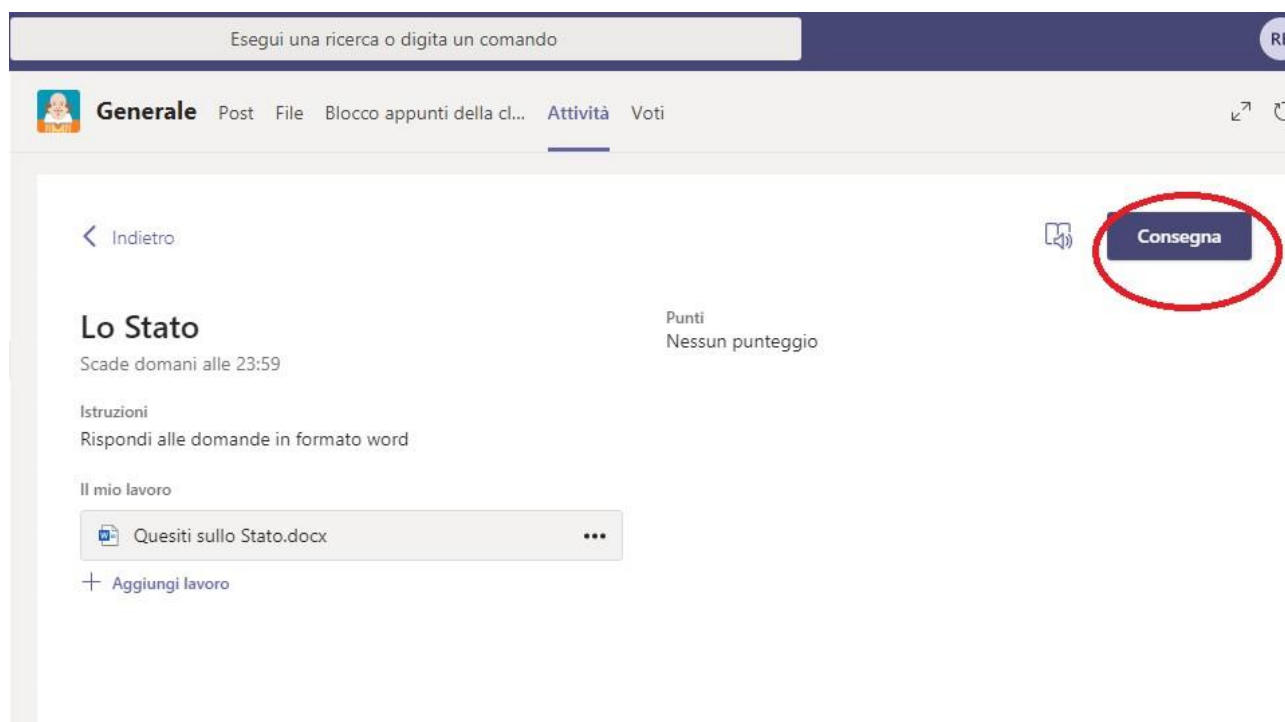 Esegui una ricerca o digita un comando
Generale Post File Blocco appunti della cl... Attività Voti
Indietro
Consegna
Lo Stato
Scade domani alle 23:59
Punti
Nessun punteggio
Istruzioni
Rispondi alle domande in formato word
Il mio lavoro
Quesiti sullo Stato.docx
Aggiungi lavoro